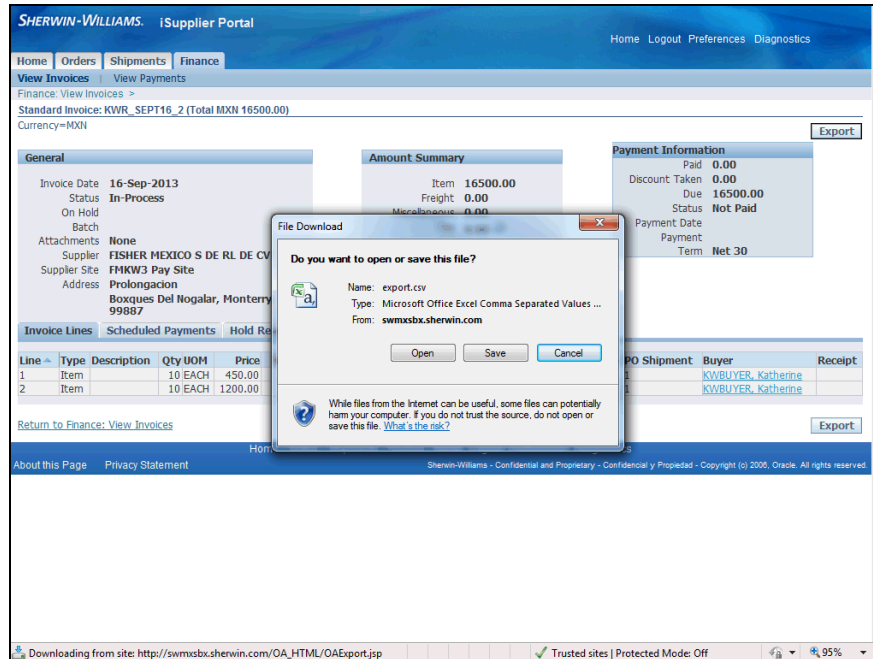 SHERWIN-WILLIAMS. iSupplier Portal
Home Logout Preferences Diagnostics
Home Orders Shipments Finance
View Invoices | View Payments
Finance: View Invoices >
Standard Invoice: KWR_SEPT16_2 (Total MXN 16500.00)
Currency=MXN
Export
General
Invoice Date 16-Sep-2013
Status In-Process
On Hold
Batch
Attachments None
Supplier FISHER MEXICO S DE RL DE CV
Supplier Site FMKW3 Pay Site
Address Prolongacion
Boxques Del Nogalar, Monterry
99887
Amount Summary
Item 16500.00
Freight 0.00
Miscellaneous 0.00
Payment Information
Paid 0.00
Discount Taken 0.00
Due 16500.00
Status Not Paid
Payment Date
Payment
Term Net 30
File Download
Do you want to open or save this file?
Name: export.csv
Type: Microsoft Office Excel Comma Separated Values ...
From: swmxsbx.sherwin.com
Open Save Cancel
While files from the Internet can be useful, some files can potentially
harm your computer. If you do not trust the source, do not open or
save this file. What's the risk?
Invoice Lines Scheduled Payments Hold Re
Line Type Description Qty UOM Price PO Shipment Buyer Receipt
1 Item 10 EACH 450.00 1 KWBUYER, Katherine
2 Item 10 EACH 1200.00 1 KWBUYER, Katherine
Return to Finance: View Invoices
Export
Hom
About this Page Privacy Statement
Sherwin-Williams - Confidential and Proprietary - Confidencial y Propiedad - Copyright (c) 2006, Oracle. All rights reserved.
Downloading from site: http://swmxsbx.sherwin.com/OA_HTML/OAExport.jsp
Trusted sites | Protected Mode: Off
95%